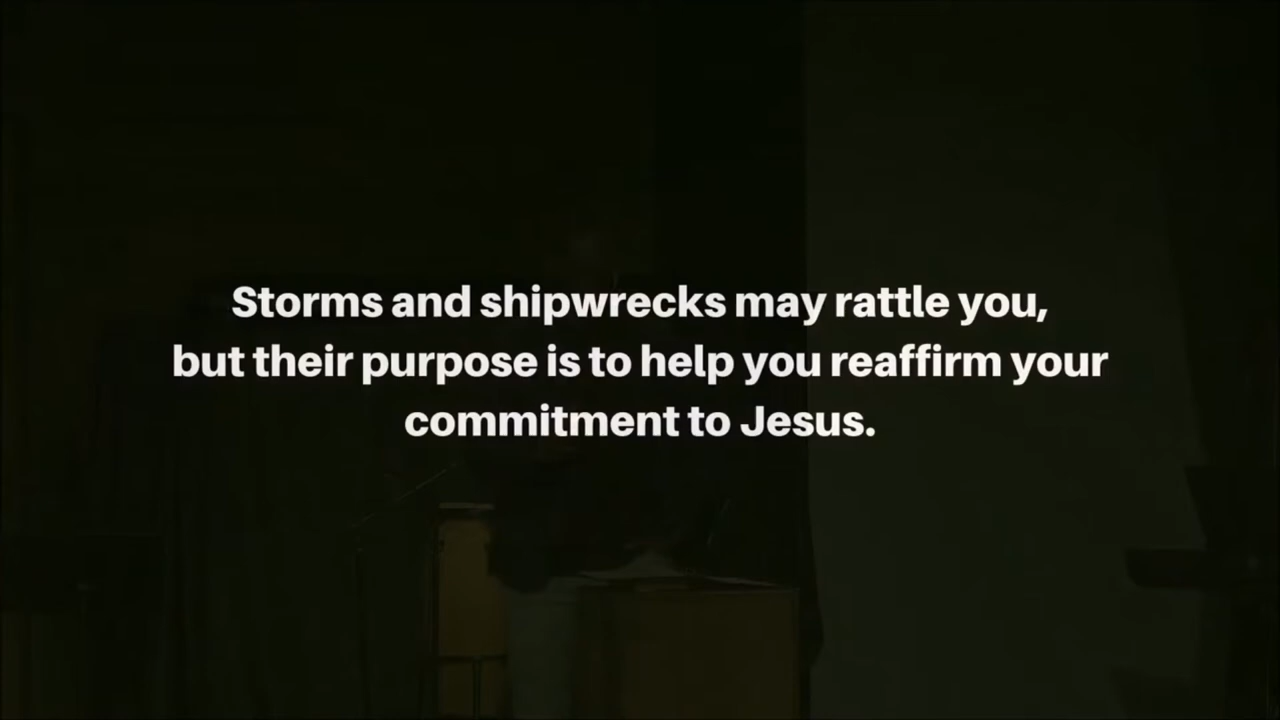 Storms and shipwrecks may rattle you,
but their purpose is to help you reaffirm your
commitment to Jesus.